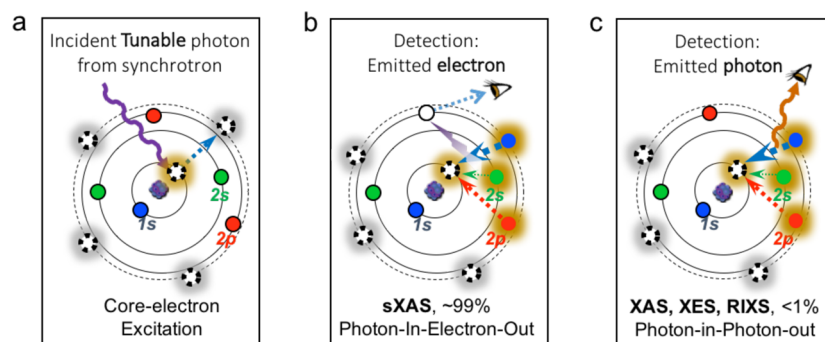 a
Incident Tunable photon
from synchrotron
2s
1s
2p
Core-electron
Excitation
b
Detection:
Emitted electron
2s
1s
2p
sXAS, ~99%
Photon-In-Electron-Out
c
Detection:
Emitted photon
2s
1s
2p
XAS, XES, RIXS, <1%
Photon-in-Photon-out